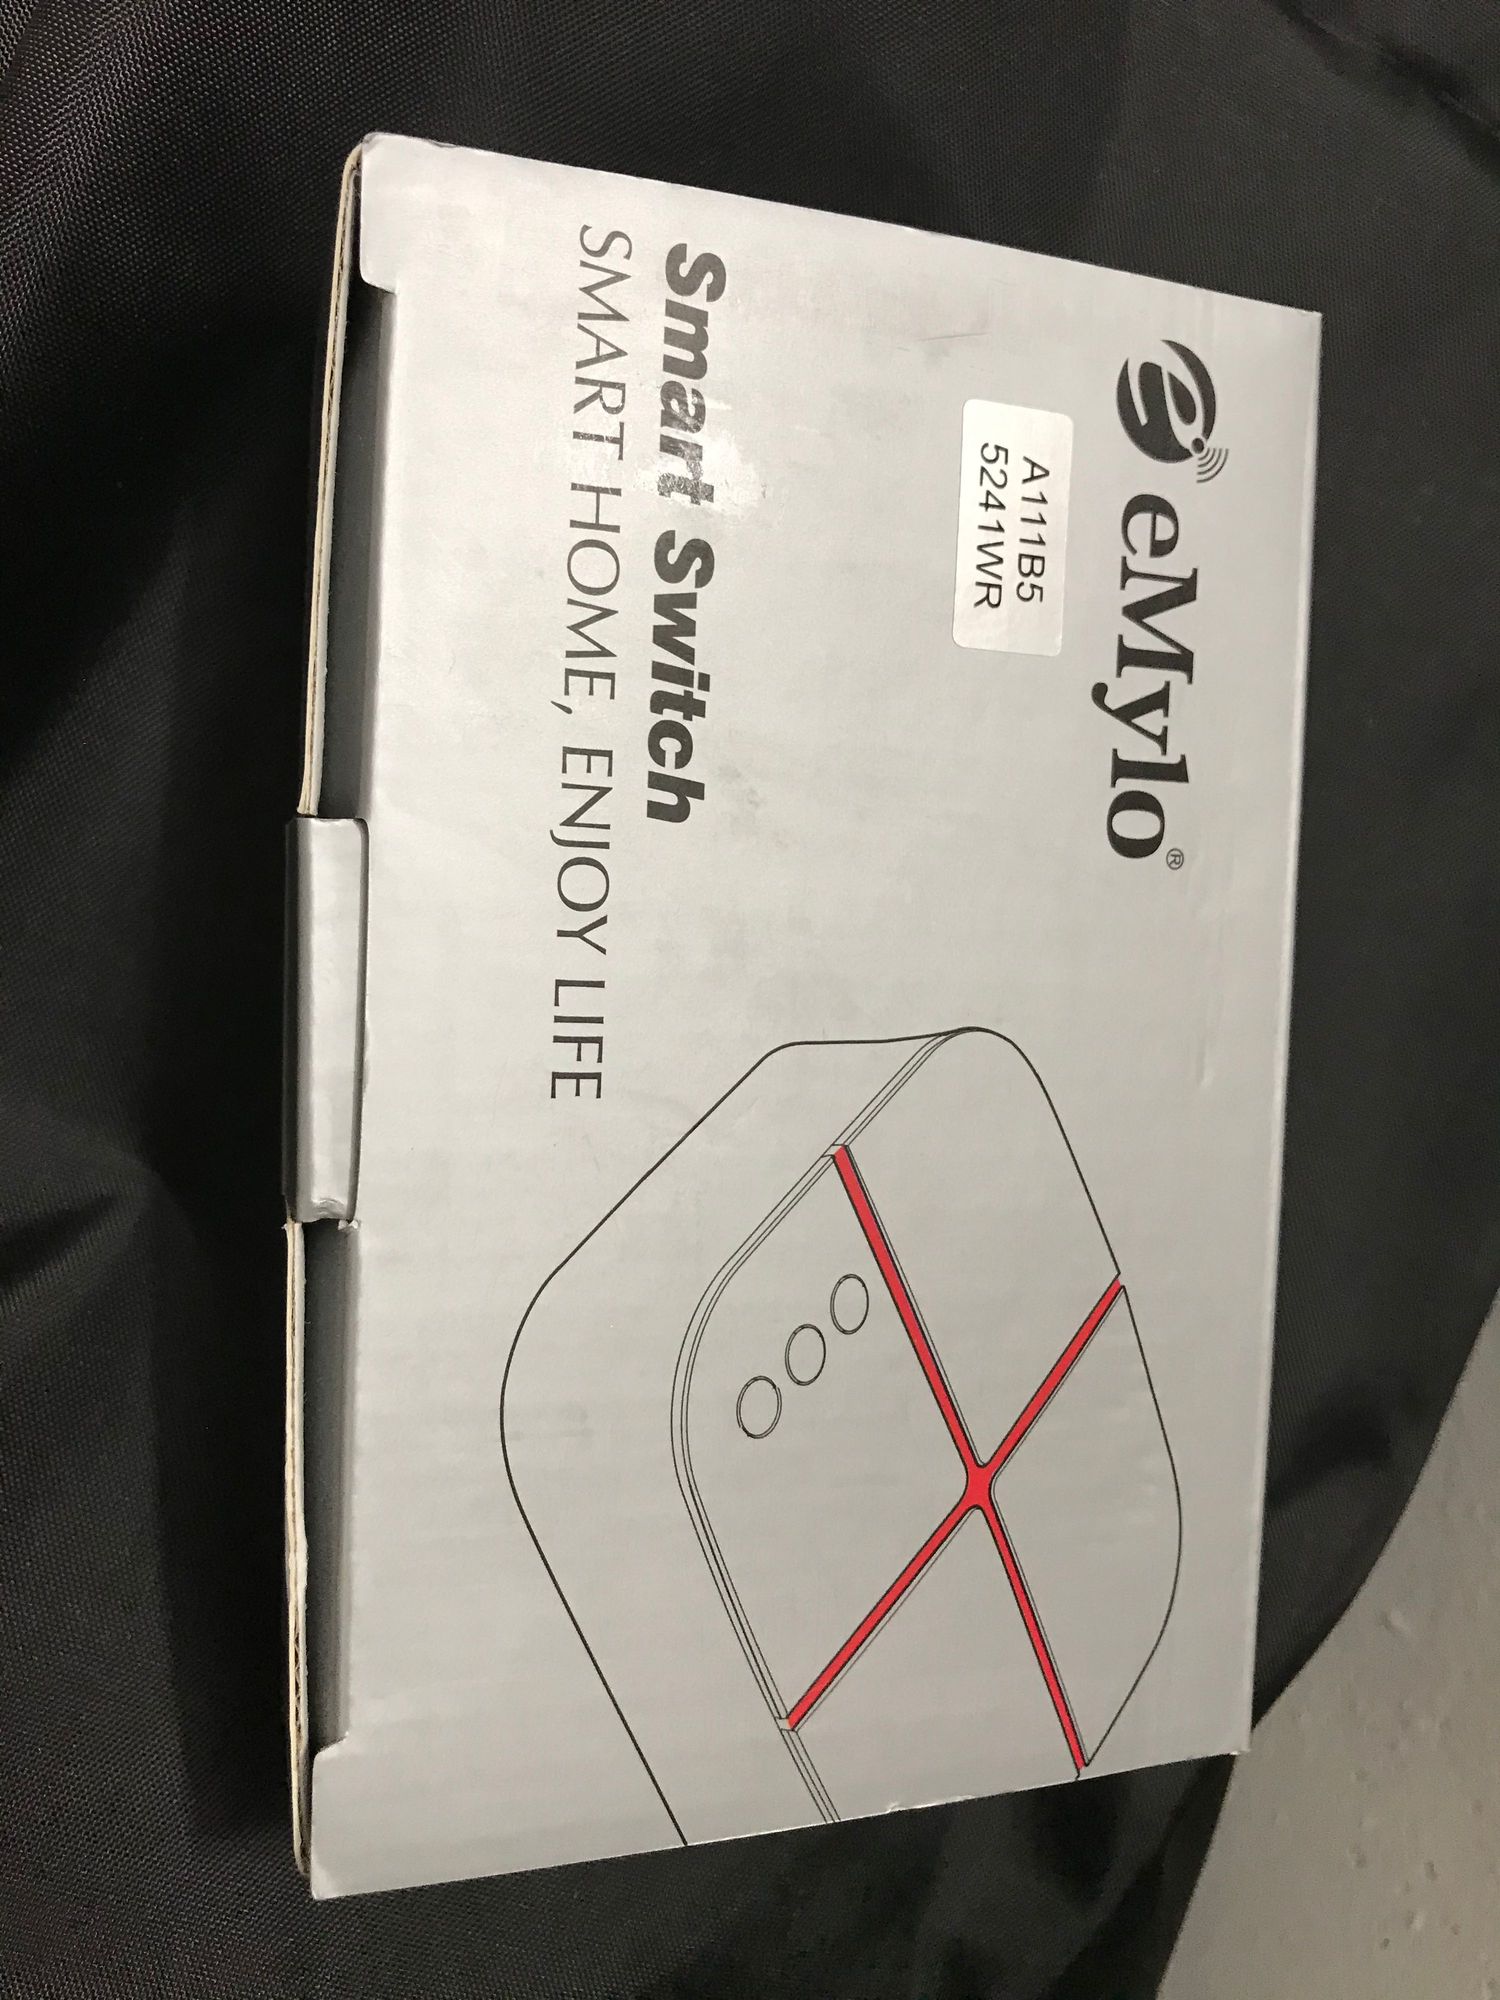 eMylo®
A111B5
5241WR
Smart Switch
SMART HOME, ENJOY LIFE